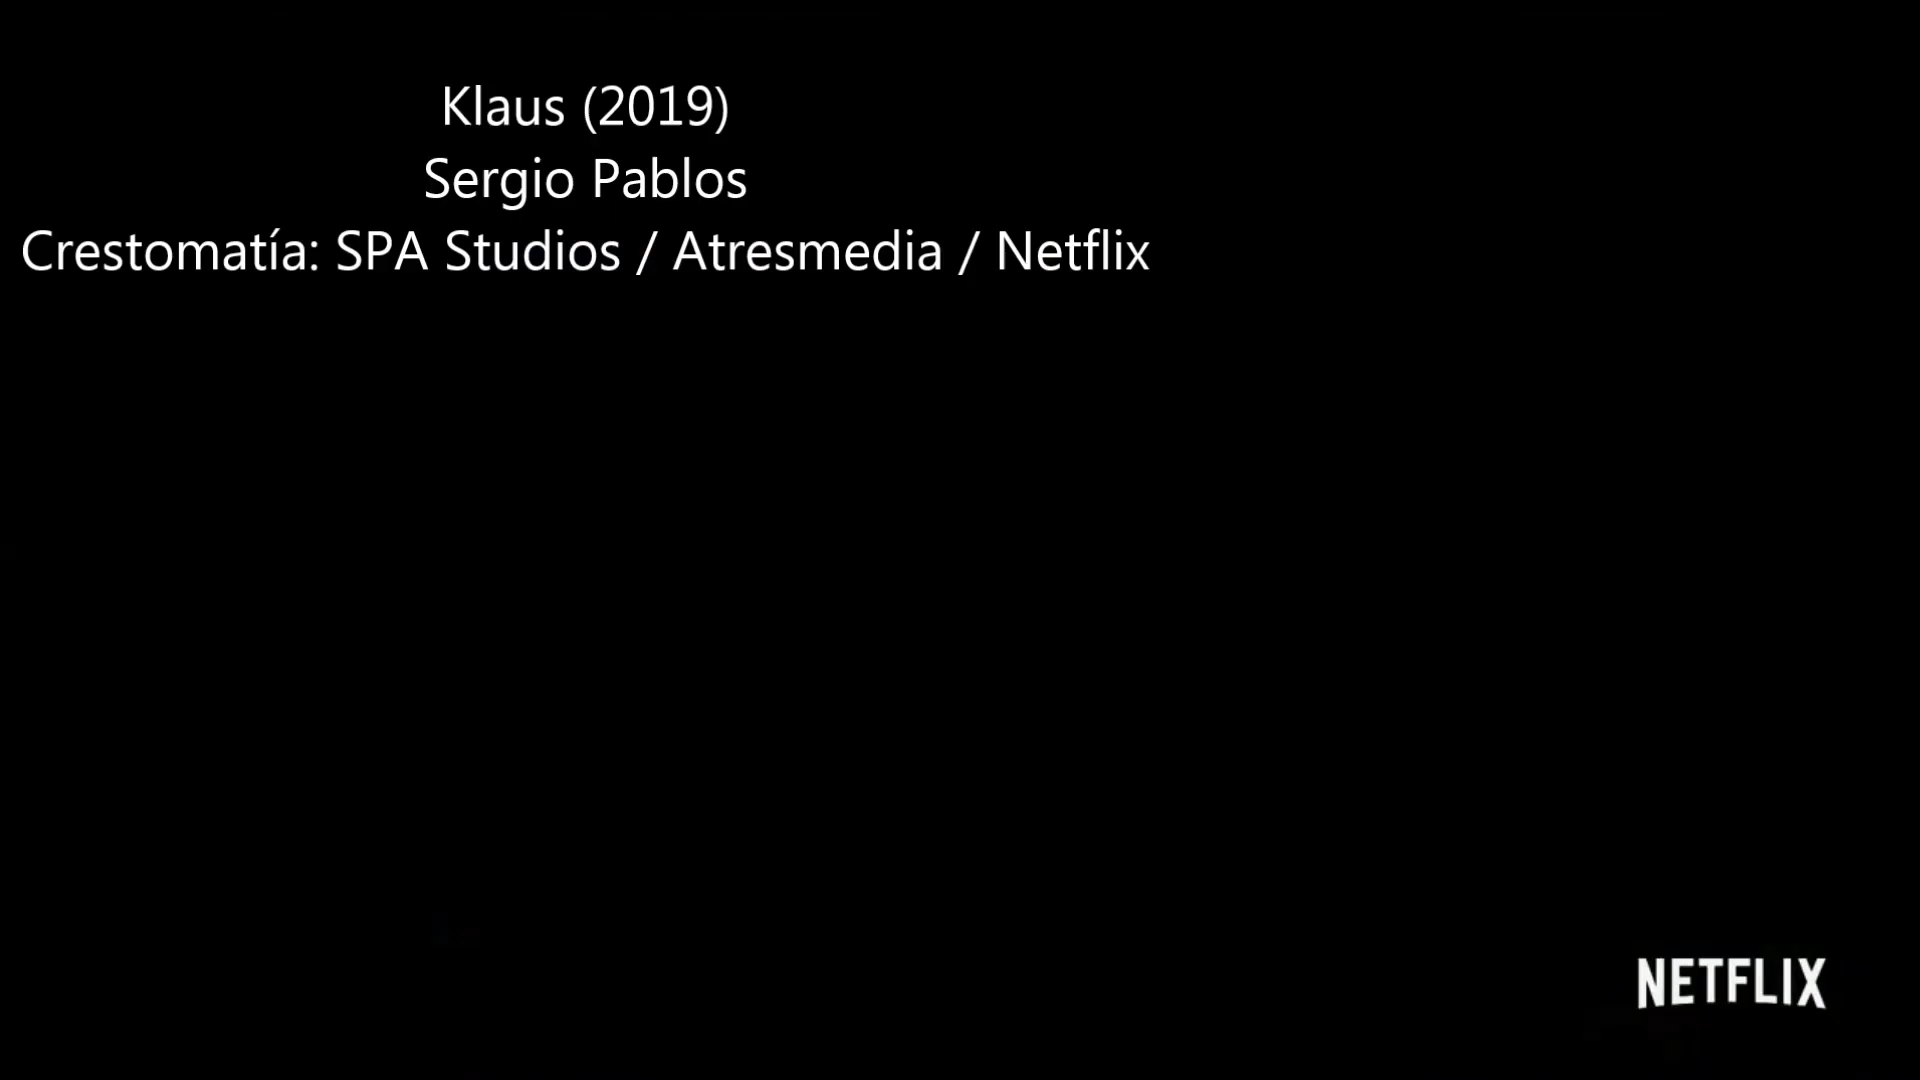 Klaus (2019)
Sergio Pablos
Crestomatía: SPA Studios / Atresmedia / Netflix
NETFLIX